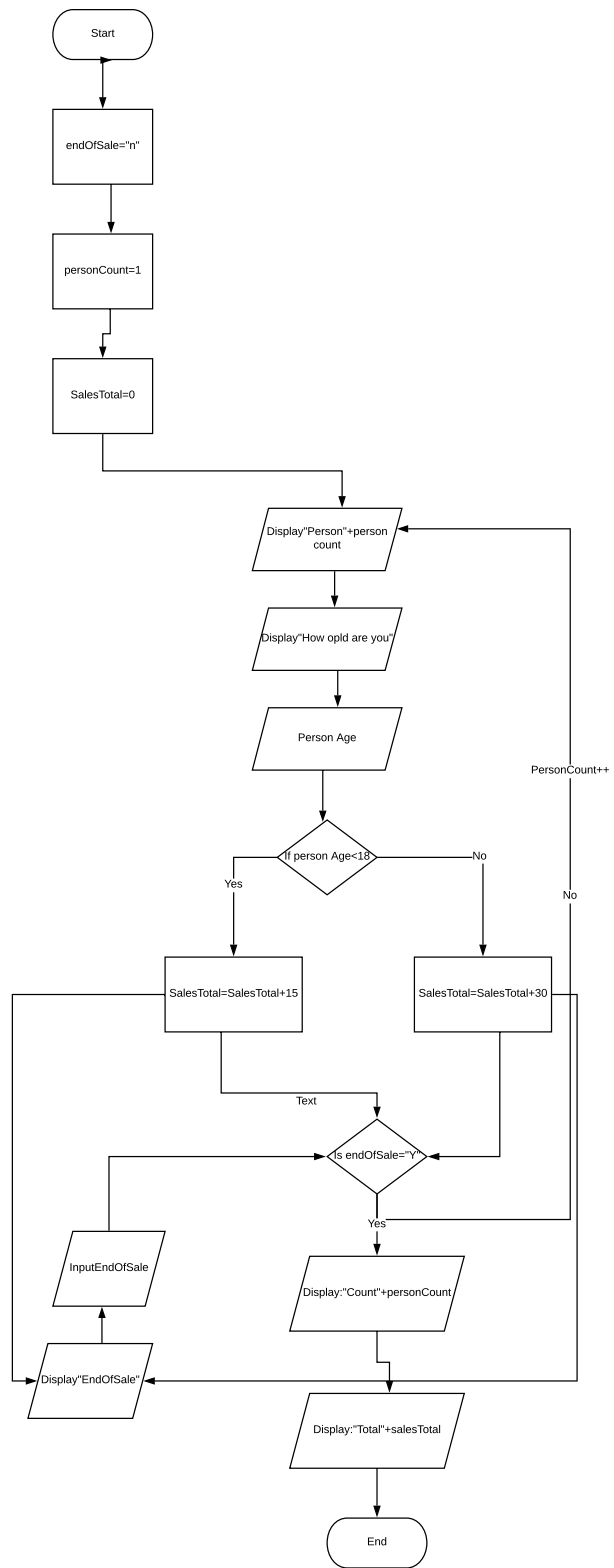 Start
endOfSale="n"
personCount=1
SalesTotal=0
Display"Person"+person
count
Display"How opld are you"
Person Age
PersonCount++
If person Age<18
No
Yes
No
SalesTotal=SalesTotal+15
SalesTotal=SalesTotal+30
Text
Is endOfSale="Y"
Yes
InputEndOfSale
Display:"Count"+personCount
Display"EndOfSale"
Display:"Total"+salesTotal
End